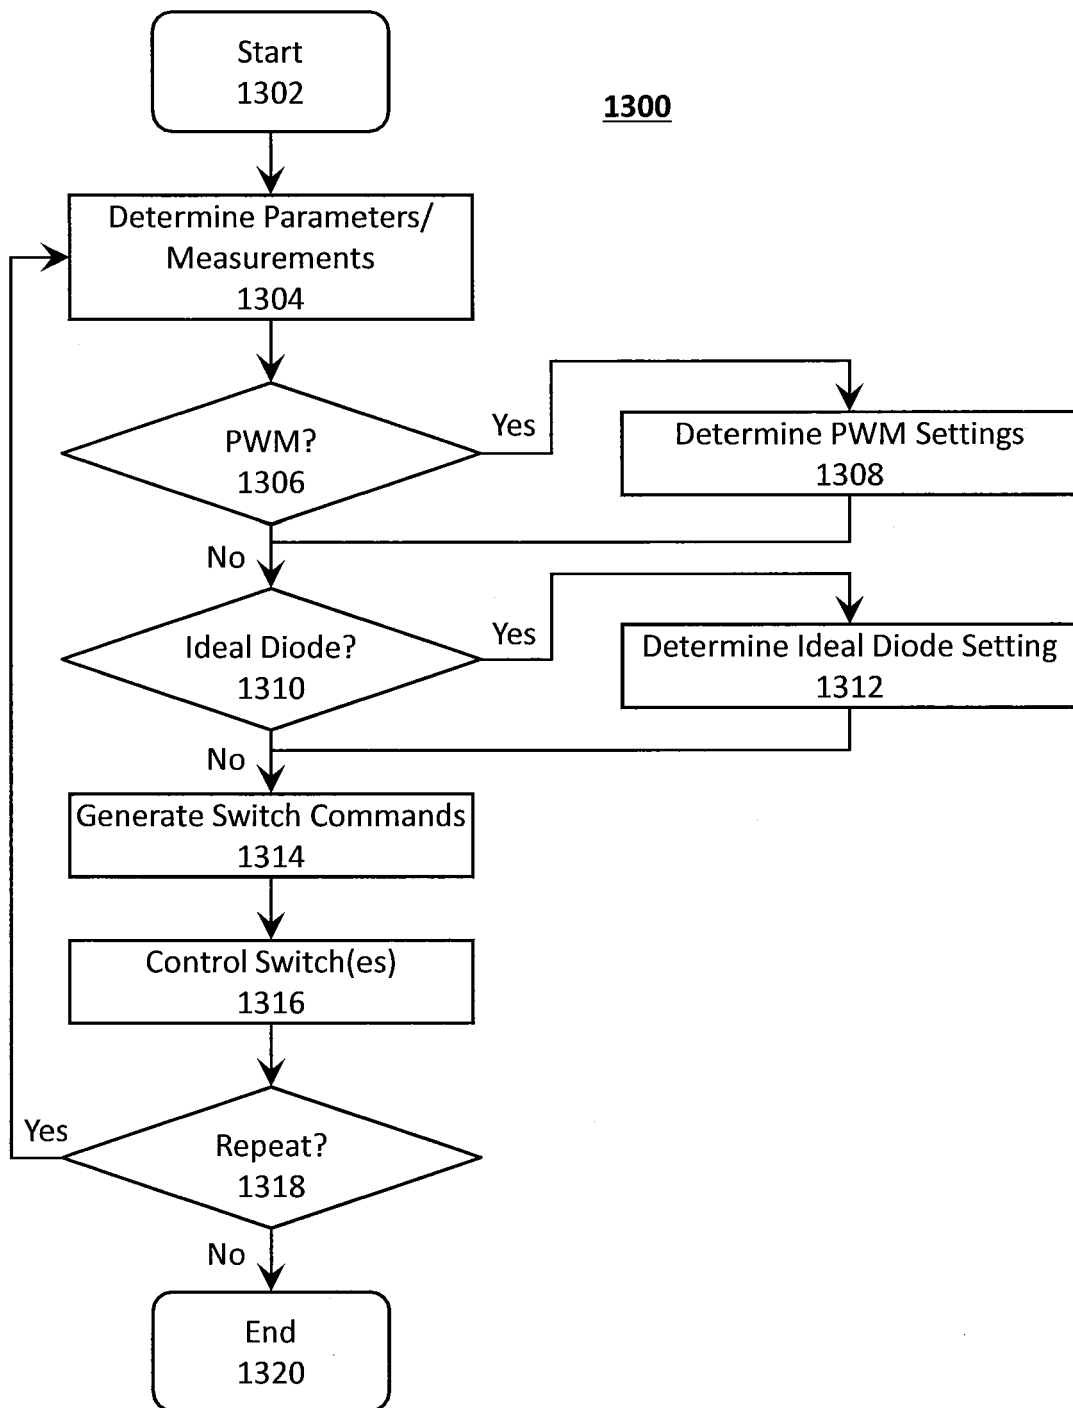 Start
1302
1300
Determine Parameters/
Measurements
1304
PWM?
1306
Yes
Determine PWM Settings
1308
No
Ideal Diode?
1310
Yes
Determine Ideal Diode Setting
1312
No
Generate Switch Commands
1314
Control Switch(es)
1316
Yes
Repeat?
1318
No
End
1320